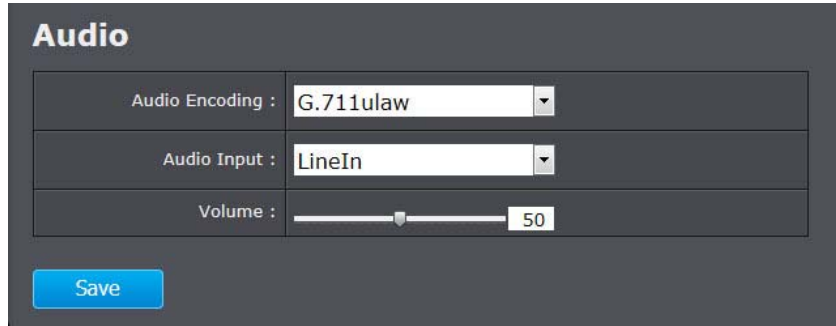 Audio
Audio Encoding : G.711ulaw
Audio Input : LineIn
Volume : 50
Save